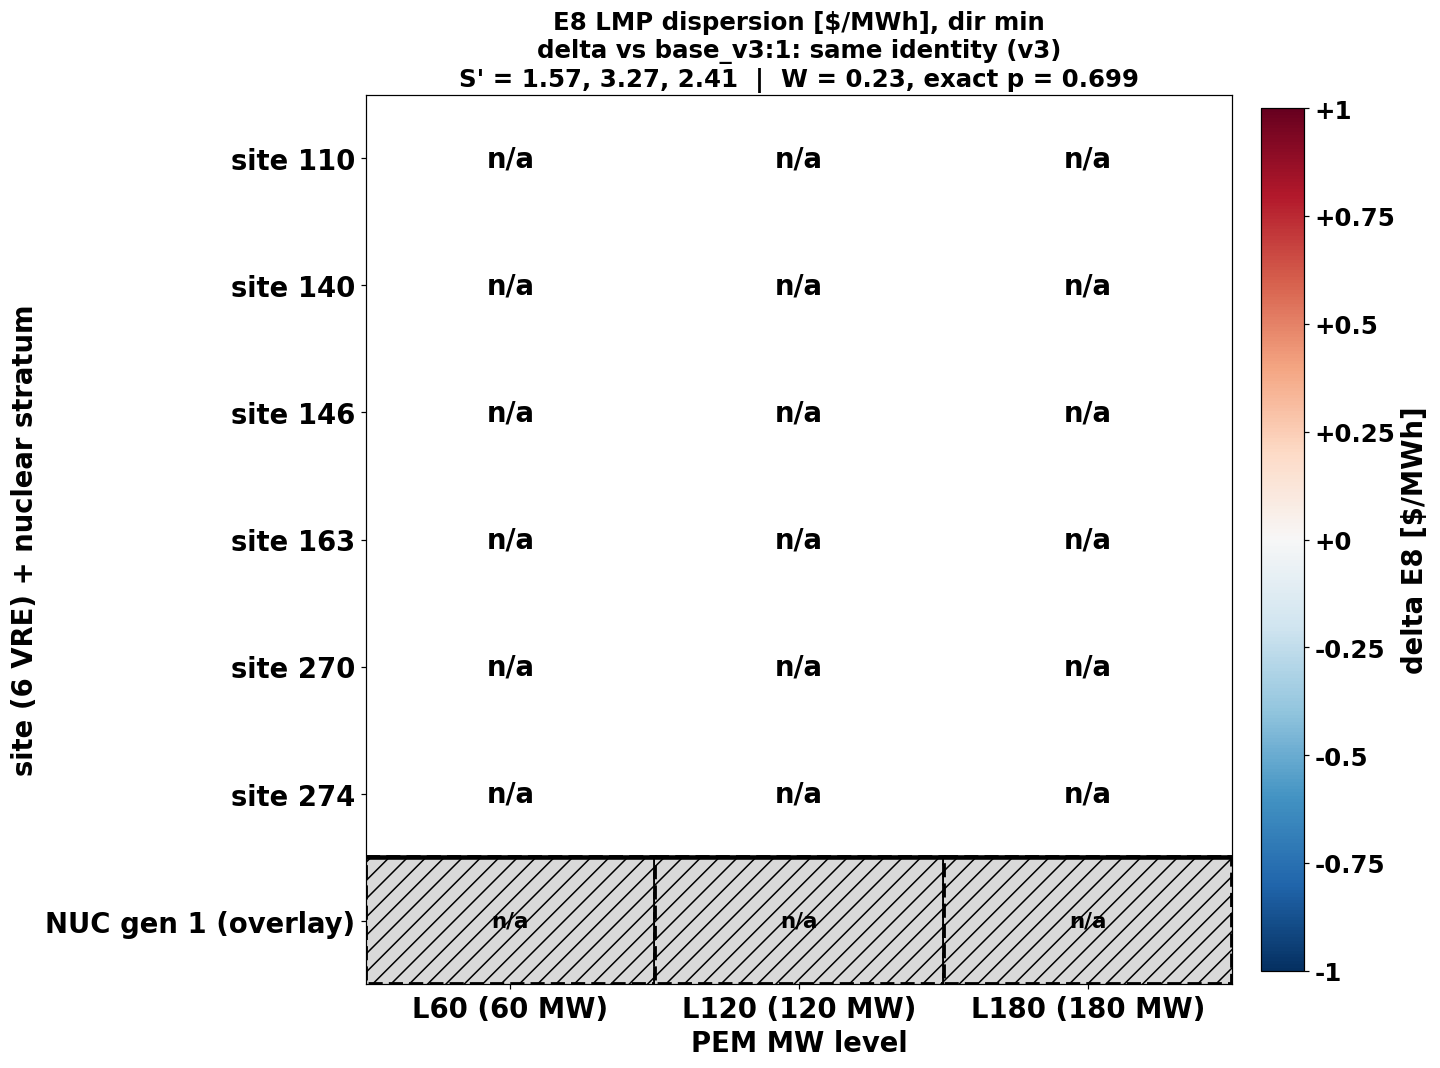 E8 LMP dispersion [$/MWh], dir min
delta vs base_v3:1: same identity (v3)
S' = 1.57, 3.27, 2.41 | W = 0.23, exact p = 0.699
site (6 VRE) + nuclear stratum
site 110 n/a n/a n/a
site 140 n/a n/a n/a
site 146 n/a n/a n/a
site 163 n/a n/a n/a
site 270 n/a n/a n/a
site 274 n/a n/a n/a
NUC gen 1 (overlay) n/a n/a n/a
L60 (60 MW) L120 (120 MW) L180 (180 MW)
PEM MW level
+1
+0.75
+0.5
+0.25
+0
-0.25
-0.5
-0.75
-1
delta E8 [$/MWh]